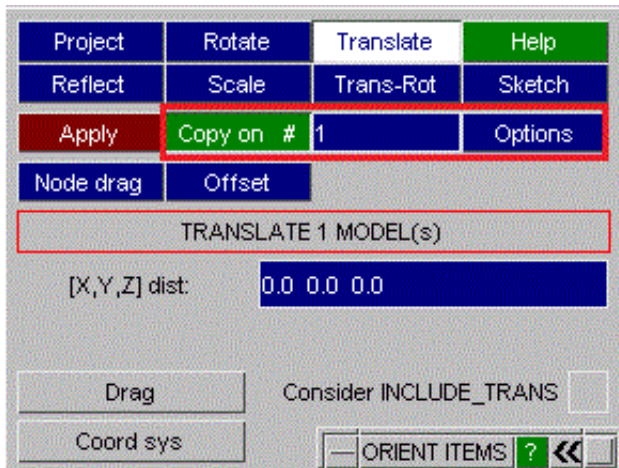 Project Rotate Translate Help
Reflect Scale Trans-Rot Sketch
Apply Copy on # 1 Options
Node drag Offset
TRANSLATE 1 MODEL(s)
[X,Y,Z] dist: 0.0 0.0 0.0
Drag Consider INCLUDE_TRANS
Coord sys — ORIENT ITEMS ? <<